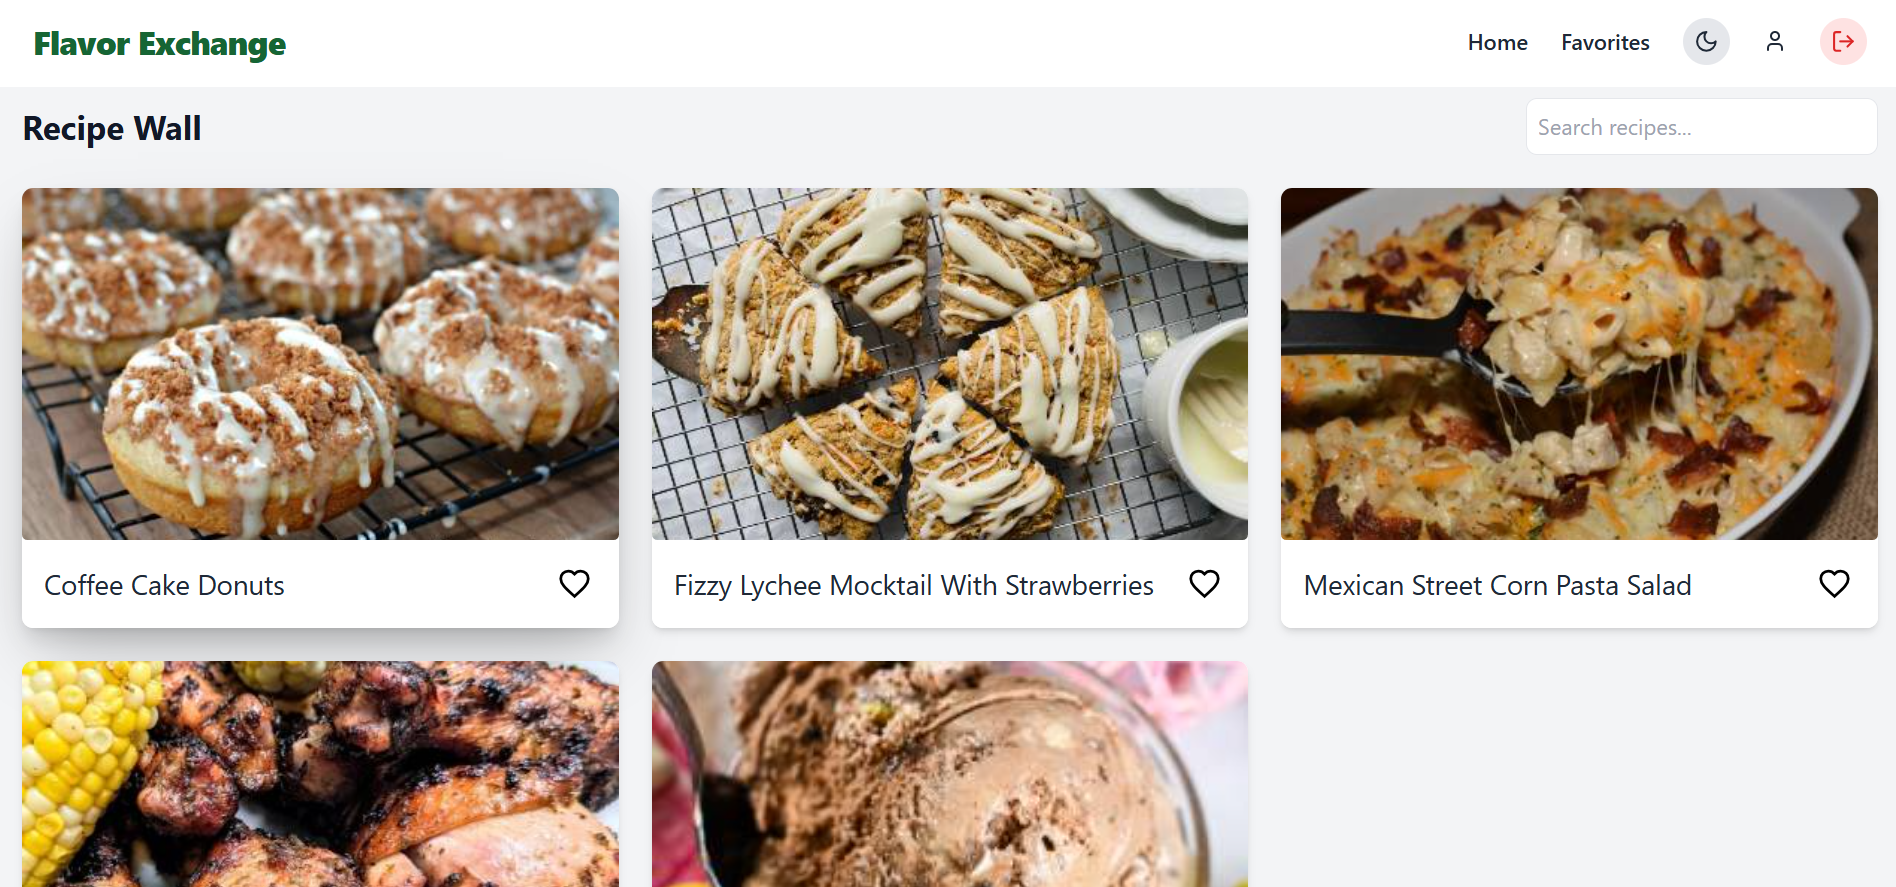 Flavor Exchange
Home
Favorites
Recipe Wall
Search recipes...
Coffee Cake Donuts
Fizzy Lychee Mocktail With Strawberries
Mexican Street Corn Pasta Salad